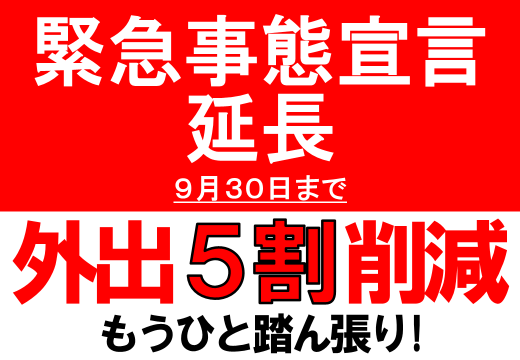 緊急事態宣言
延長
9月30日まで
外出5割削減
もうひと踏ん張り!